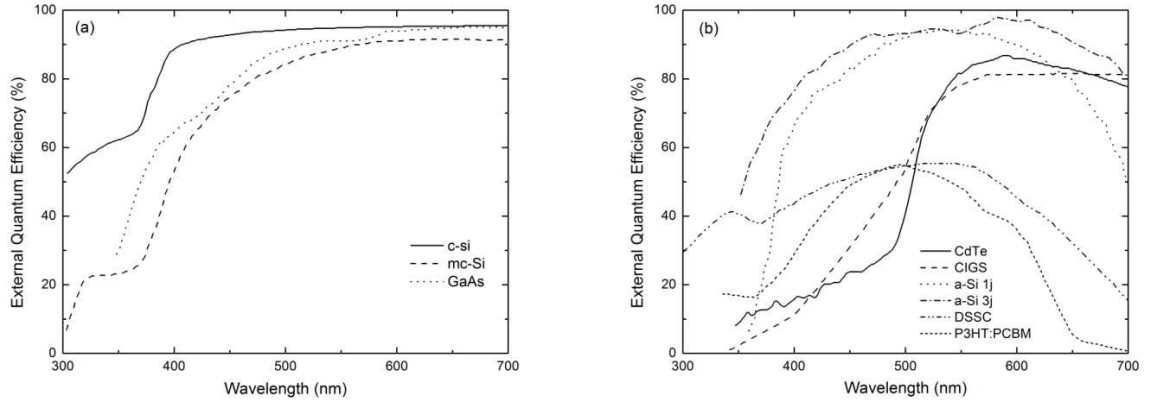 (a)
External Quantum Efficiency (%)
100
80
60
40
20
0
c-si
mc-Si
GaAs
300
400
500
600
700
Wavelength (nm)
(b)
External Quantum Efficiency (%)
100
80
60
40
20
0
CdTe
CIGS
a-Si 1j
a-Si 3j
DSSC
P3HT:PCBM
300
400
500
600
700
Wavelength (nm)